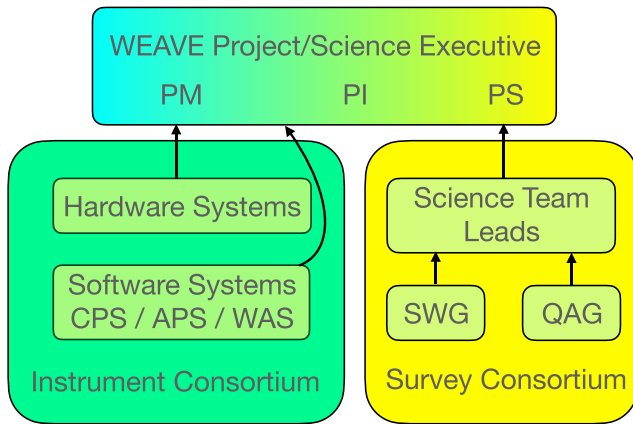 WEAVE Project/Science Executive
PM PI PS
Hardware Systems
Software Systems
CPS / APS / WAS
Instrument Consortium
Science Team
Leads
SWG
QAG
Survey Consortium